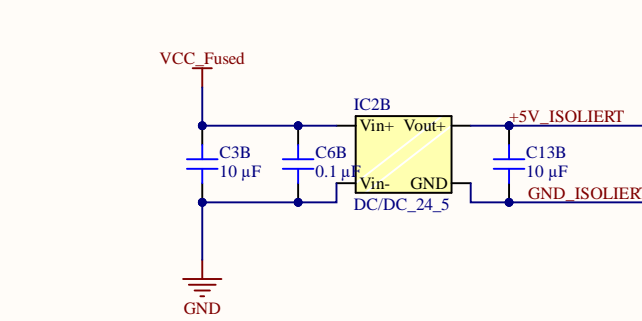 VCC_Fused
IC2B
Vin+ Vout+
+5V_ISOLIERT
C3B
10 µF
C6B
0.1 µF
C13B
10 µF
Vin- GND
DC/DC_24_5
GND_ISOLIERT
GND